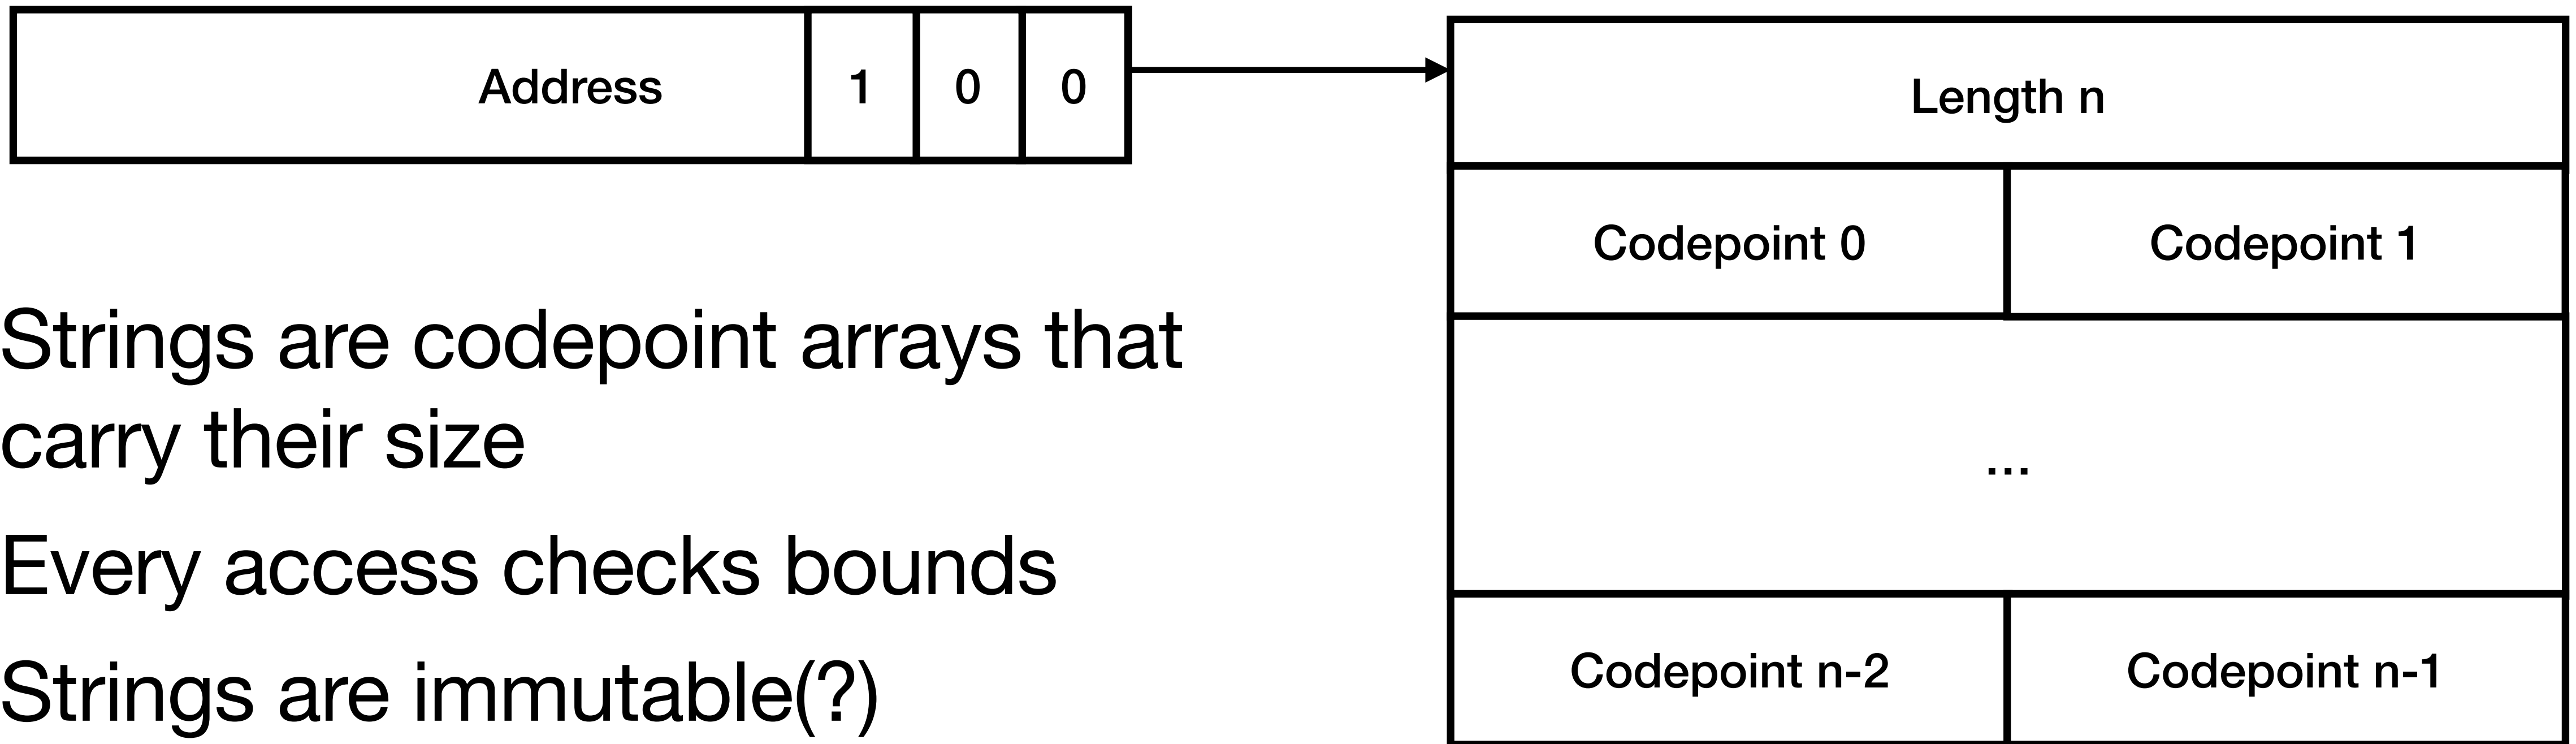 Address 1 0 0
Length n
Codepoint 0 Codepoint 1
...
Codepoint n-2 Codepoint n-1
Strings are codepoint arrays that
carry their size
Every access checks bounds
Strings are immutable(?)